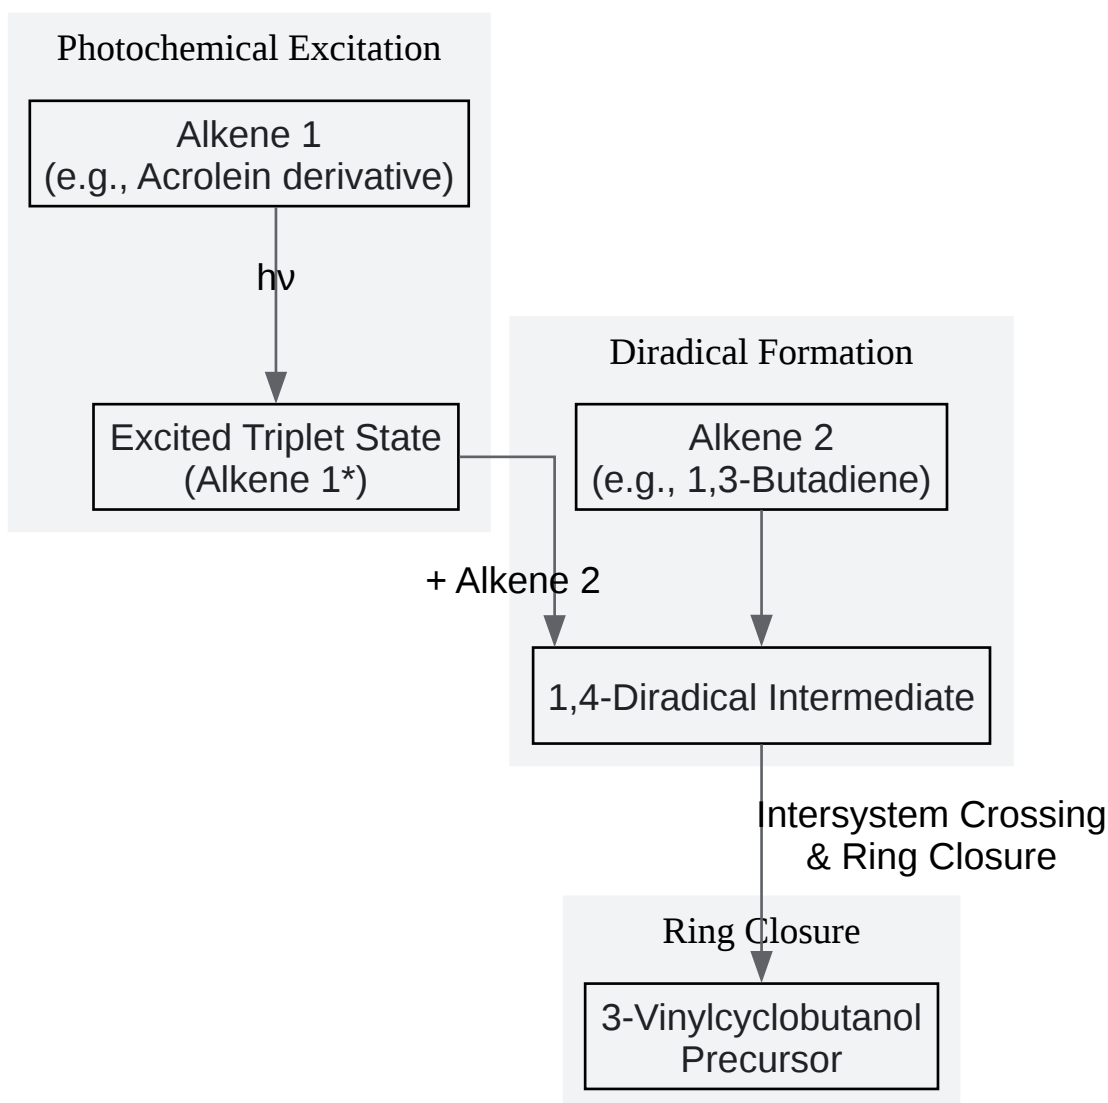 Photochemical Excitation
Alkene 1
(e.g., Acrolein derivative)
hν
Excited Triplet State
(Alkene 1*)
Diradical Formation
Alkene 2
(e.g., 1,3-Butadiene)
+ Alkene 2
1,4-Diradical Intermediate
Intersystem Crossing
& Ring Closure
Ring Closure
3-Vinylcyclobutanol
Precursor